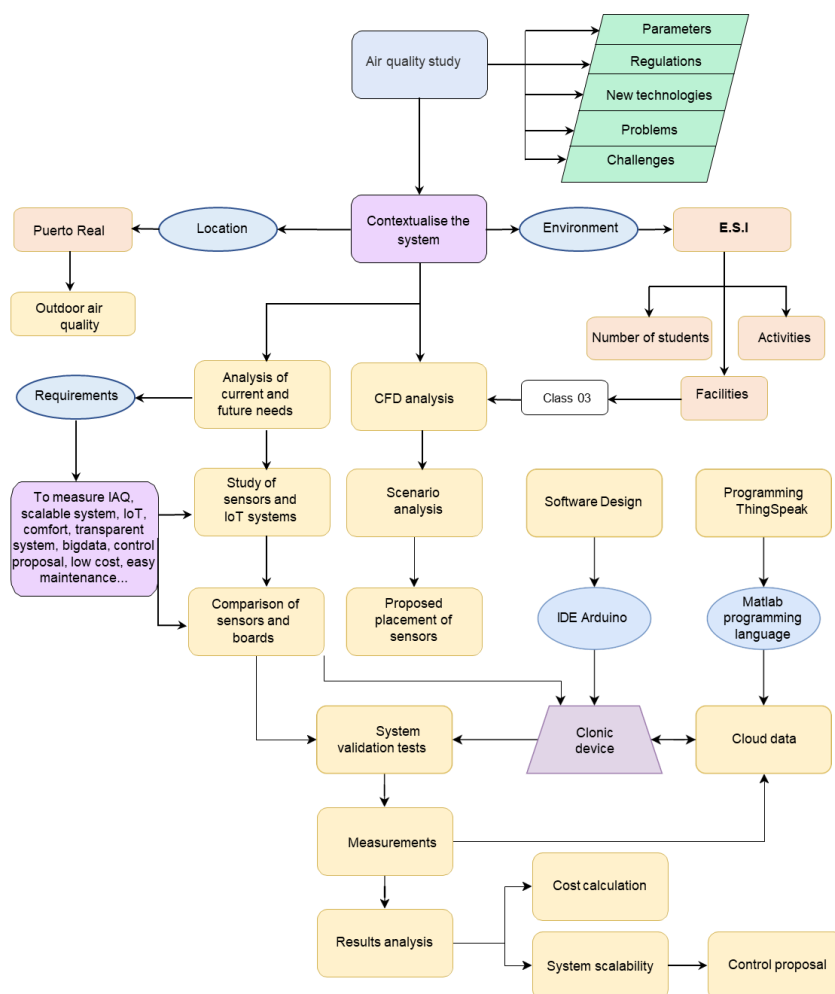 Parameters
Air quality study
Regulations
New technologies
Problems
Challenges
Puerto Real
Location
Contextualise the
system
Environment
E.S.I
Outdoor air
quality
Number of students
Activities
Requirements
Analysis of
current and
future needs
CFD analysis
Class 03
Facilities
To measure IAQ,
scalable system, IoT,
comfort, transparent
system, bigdata, control
proposal, low cost, easy
maintenance...
Study of
sensors and
IoT systems
Scenario
analysis
Software Design
Programming
ThingSpeak
Comparison of
sensors and
boards
Proposed
placement of
sensors
IDE Arduino
Matlab
programming
language
System
validation tests
Clonic
device
Cloud data
Measurements
Cost calculation
Results analysis
System scalability
Control proposal